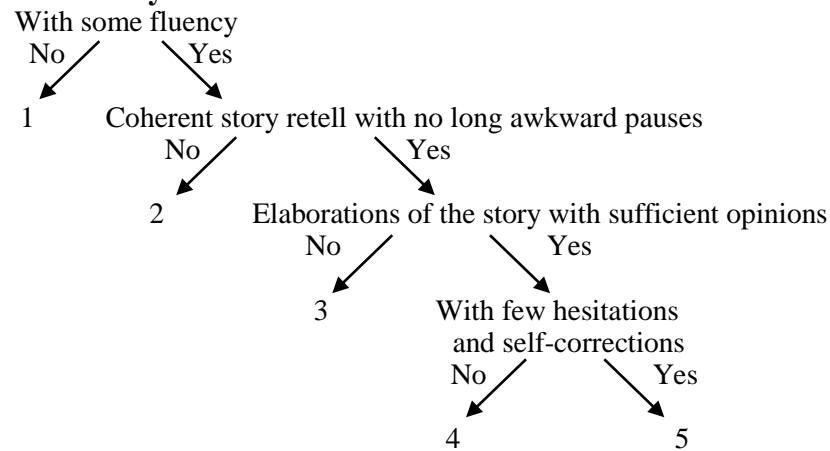 With some fluency
No Yes
1 Coherent story retell with no long awkward pauses
No Yes
2 Elaborations of the story with sufficient opinions
No Yes
3 With few hesitations
and self-corrections
No Yes
4 5